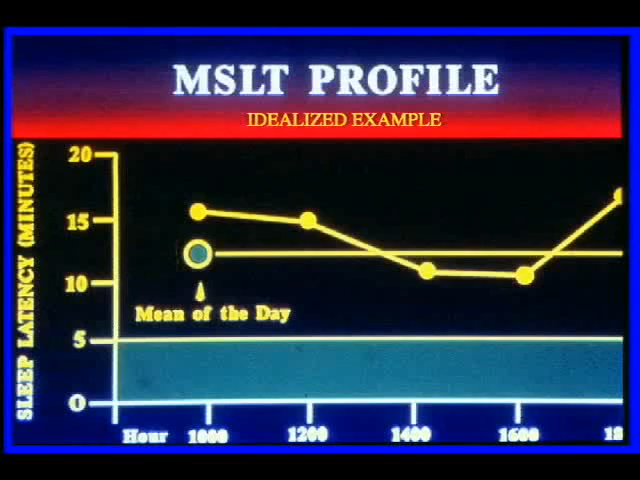 MSLT PROFILE
IDEALIZED EXAMPLE
SLEEP LATENCY (MINUTES)
20
15
10
5
0
Mean of the Day
Hour 1000 1200 1400 1600